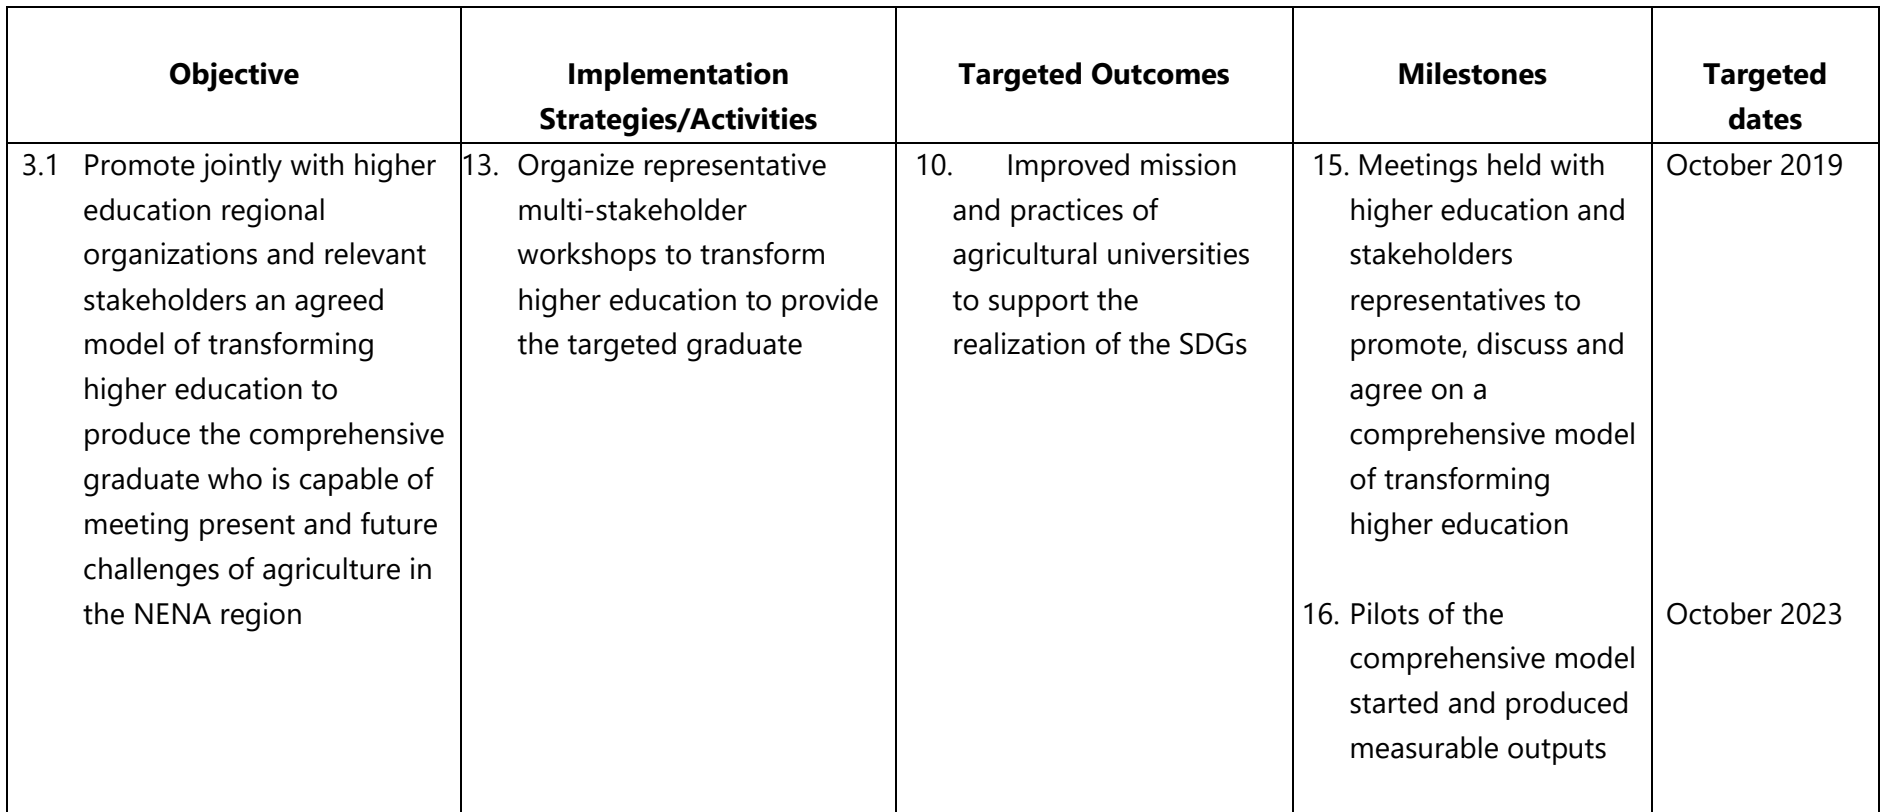 Objective
Implementation
Strategies/Activities
Targeted Outcomes
Milestones
Targeted
dates
3.1 Promote jointly with higher
education regional
organizations and relevant
stakeholders an agreed
model of transforming
higher education to
produce the comprehensive
graduate who is capable of
meeting present and future
challenges of agriculture in
the NENA region
13. Organize representative
multi-stakeholder
workshops to transform
higher education to provide
the targeted graduate
10. Improved mission
and practices of
agricultural universities
to support the
realization of the SDGs
15. Meetings held with
higher education and
stakeholders
representatives to
promote, discuss and
agree on a
comprehensive model
of transforming
higher education
October 2019
16. Pilots of the
comprehensive model
started and produced
measurable outputs
October 2023